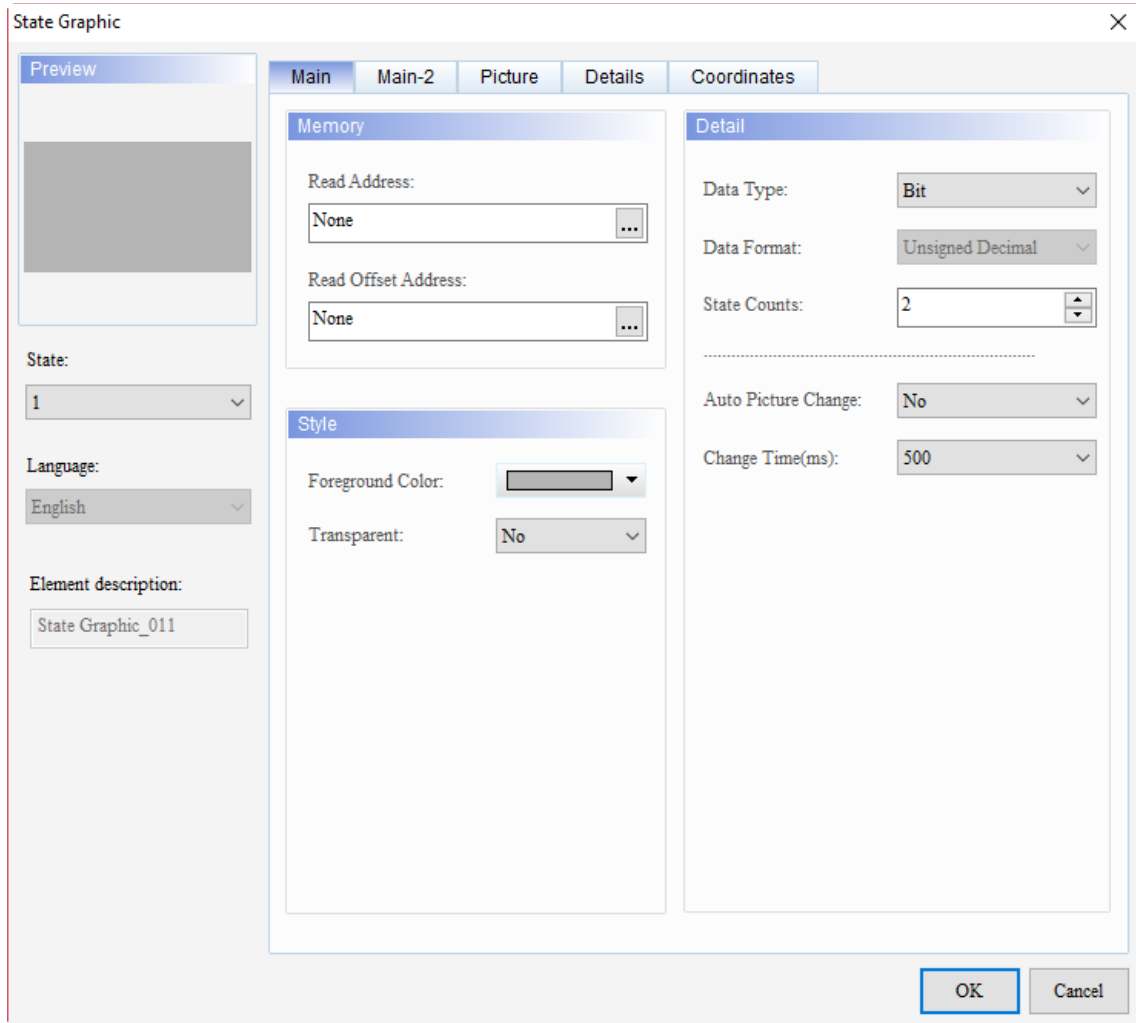 State Graphic
Preview
State:
1
Language:
English
Element description:
State Graphic_011
Main Main-2 Picture Details Coordinates
Memory
Read Address:
None ...
Read Offset Address:
None ...
Style
Foreground Color:
Transparent: No
Detail
Data Type: Bit
Data Format: Unsigned Decimal
State Counts: 2
Auto Picture Change: No
Change Time(ms): 500
OK Cancel